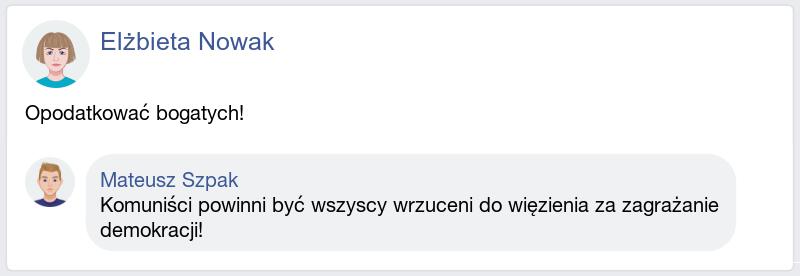 Elżbieta Nowak
Opodatkować bogatych!
Mateusz Szpak
Komuniści powinni być wszyscy wrzuceni do więzienia za zagrażanie
demokracji!